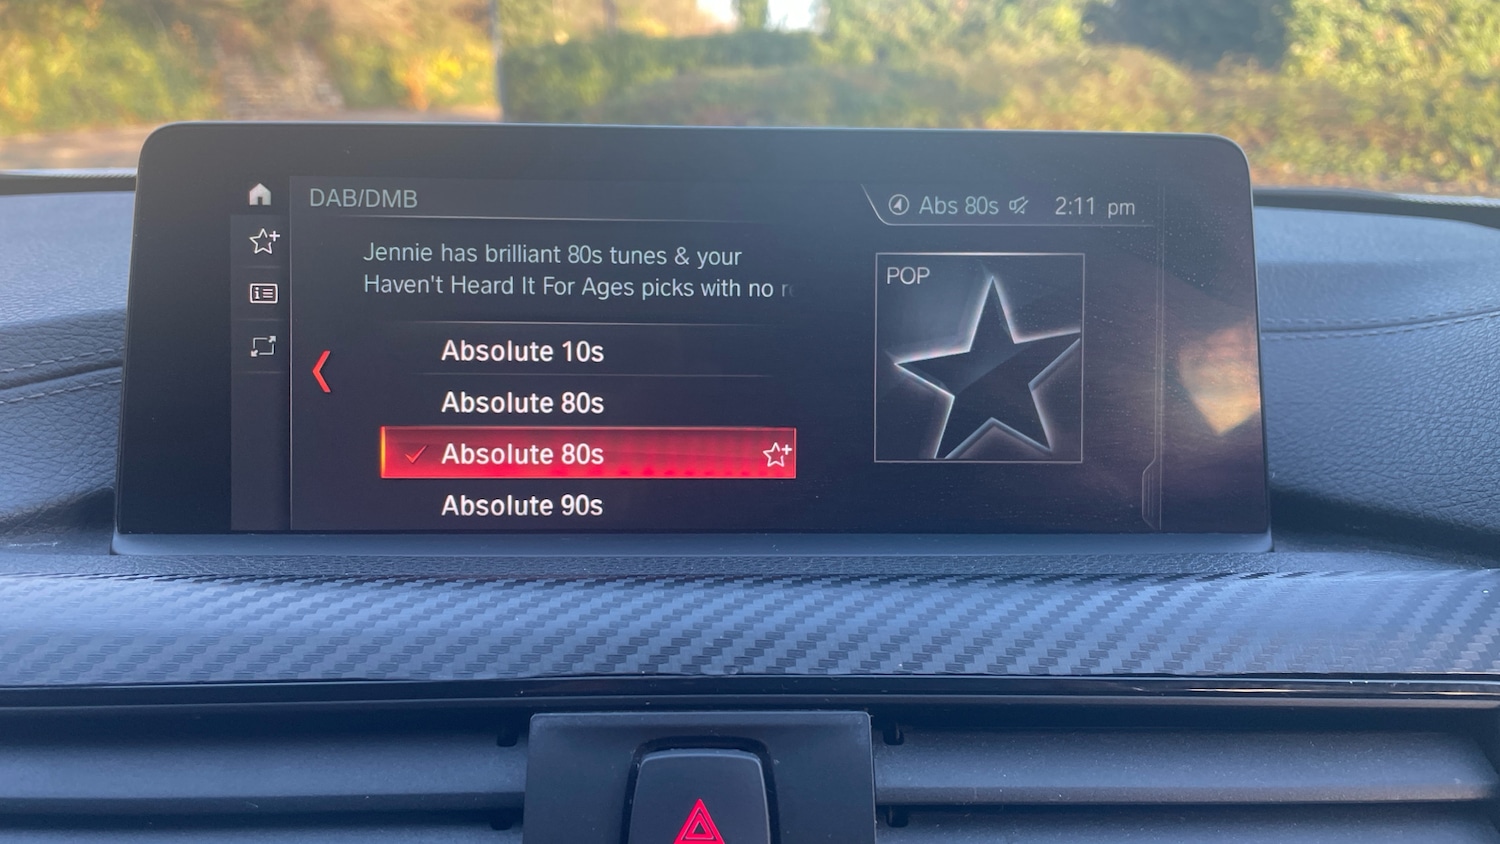 DAB/DMB
Abs 80s 2:11 pm
Jennie has brilliant 80s tunes & your
Haven't Heard It For Ages picks with no
POP
Absolute 10s
Absolute 80s
Absolute 80s
Absolute 90s